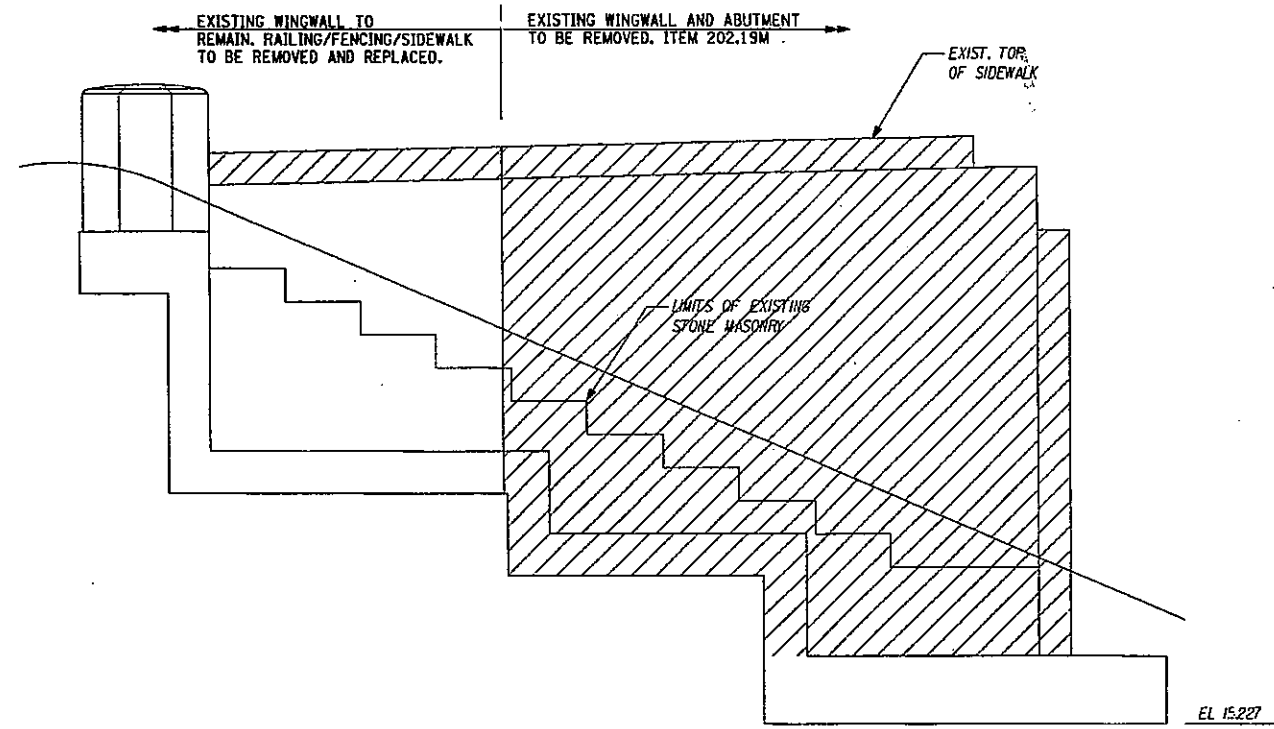 EXISTING WINGWALL TO
REMAIN. RAILING/FENCING/SIDEWALK
TO BE REMOVED AND REPLACED.
EXISTING WINGWALL AND ABUTMENT
TO BE REMOVED. ITEM 202.19M
EXIST. TOP
OF SIDEWALK
LIMITS OF EXISTING
STONE MASONRY
EL 15.227